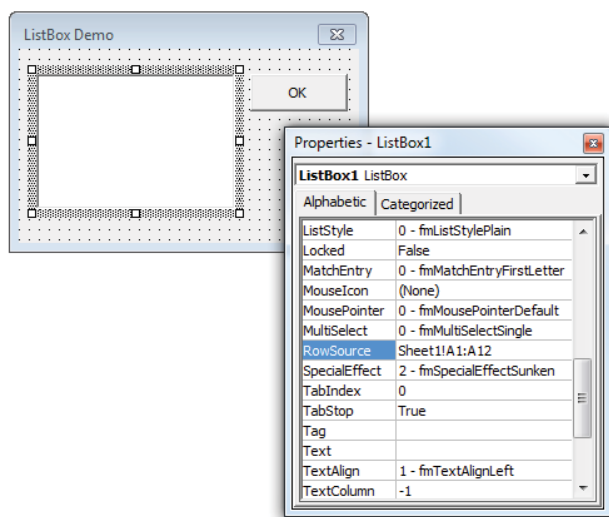 ListBox Demo
OK
Properties - ListBox1
ListBox1 ListBox
Alphabetic Categorized
ListStyle 0 - fmListStylePlain
Locked False
MatchEntry 0 - fmMatchEntryFirstLetter
MouseIcon (None)
MousePointer 0 - fmMousePointerDefault
MultiSelect 0 - fmMultiSelectSingle
RowSource Sheet1!A1:A12
SpecialEffect 2 - fmSpecialEffectSunken
TabIndex 0
TabStop True
Tag
Text
TextAlign 1 - fmTextAlignLeft
TextColumn -1